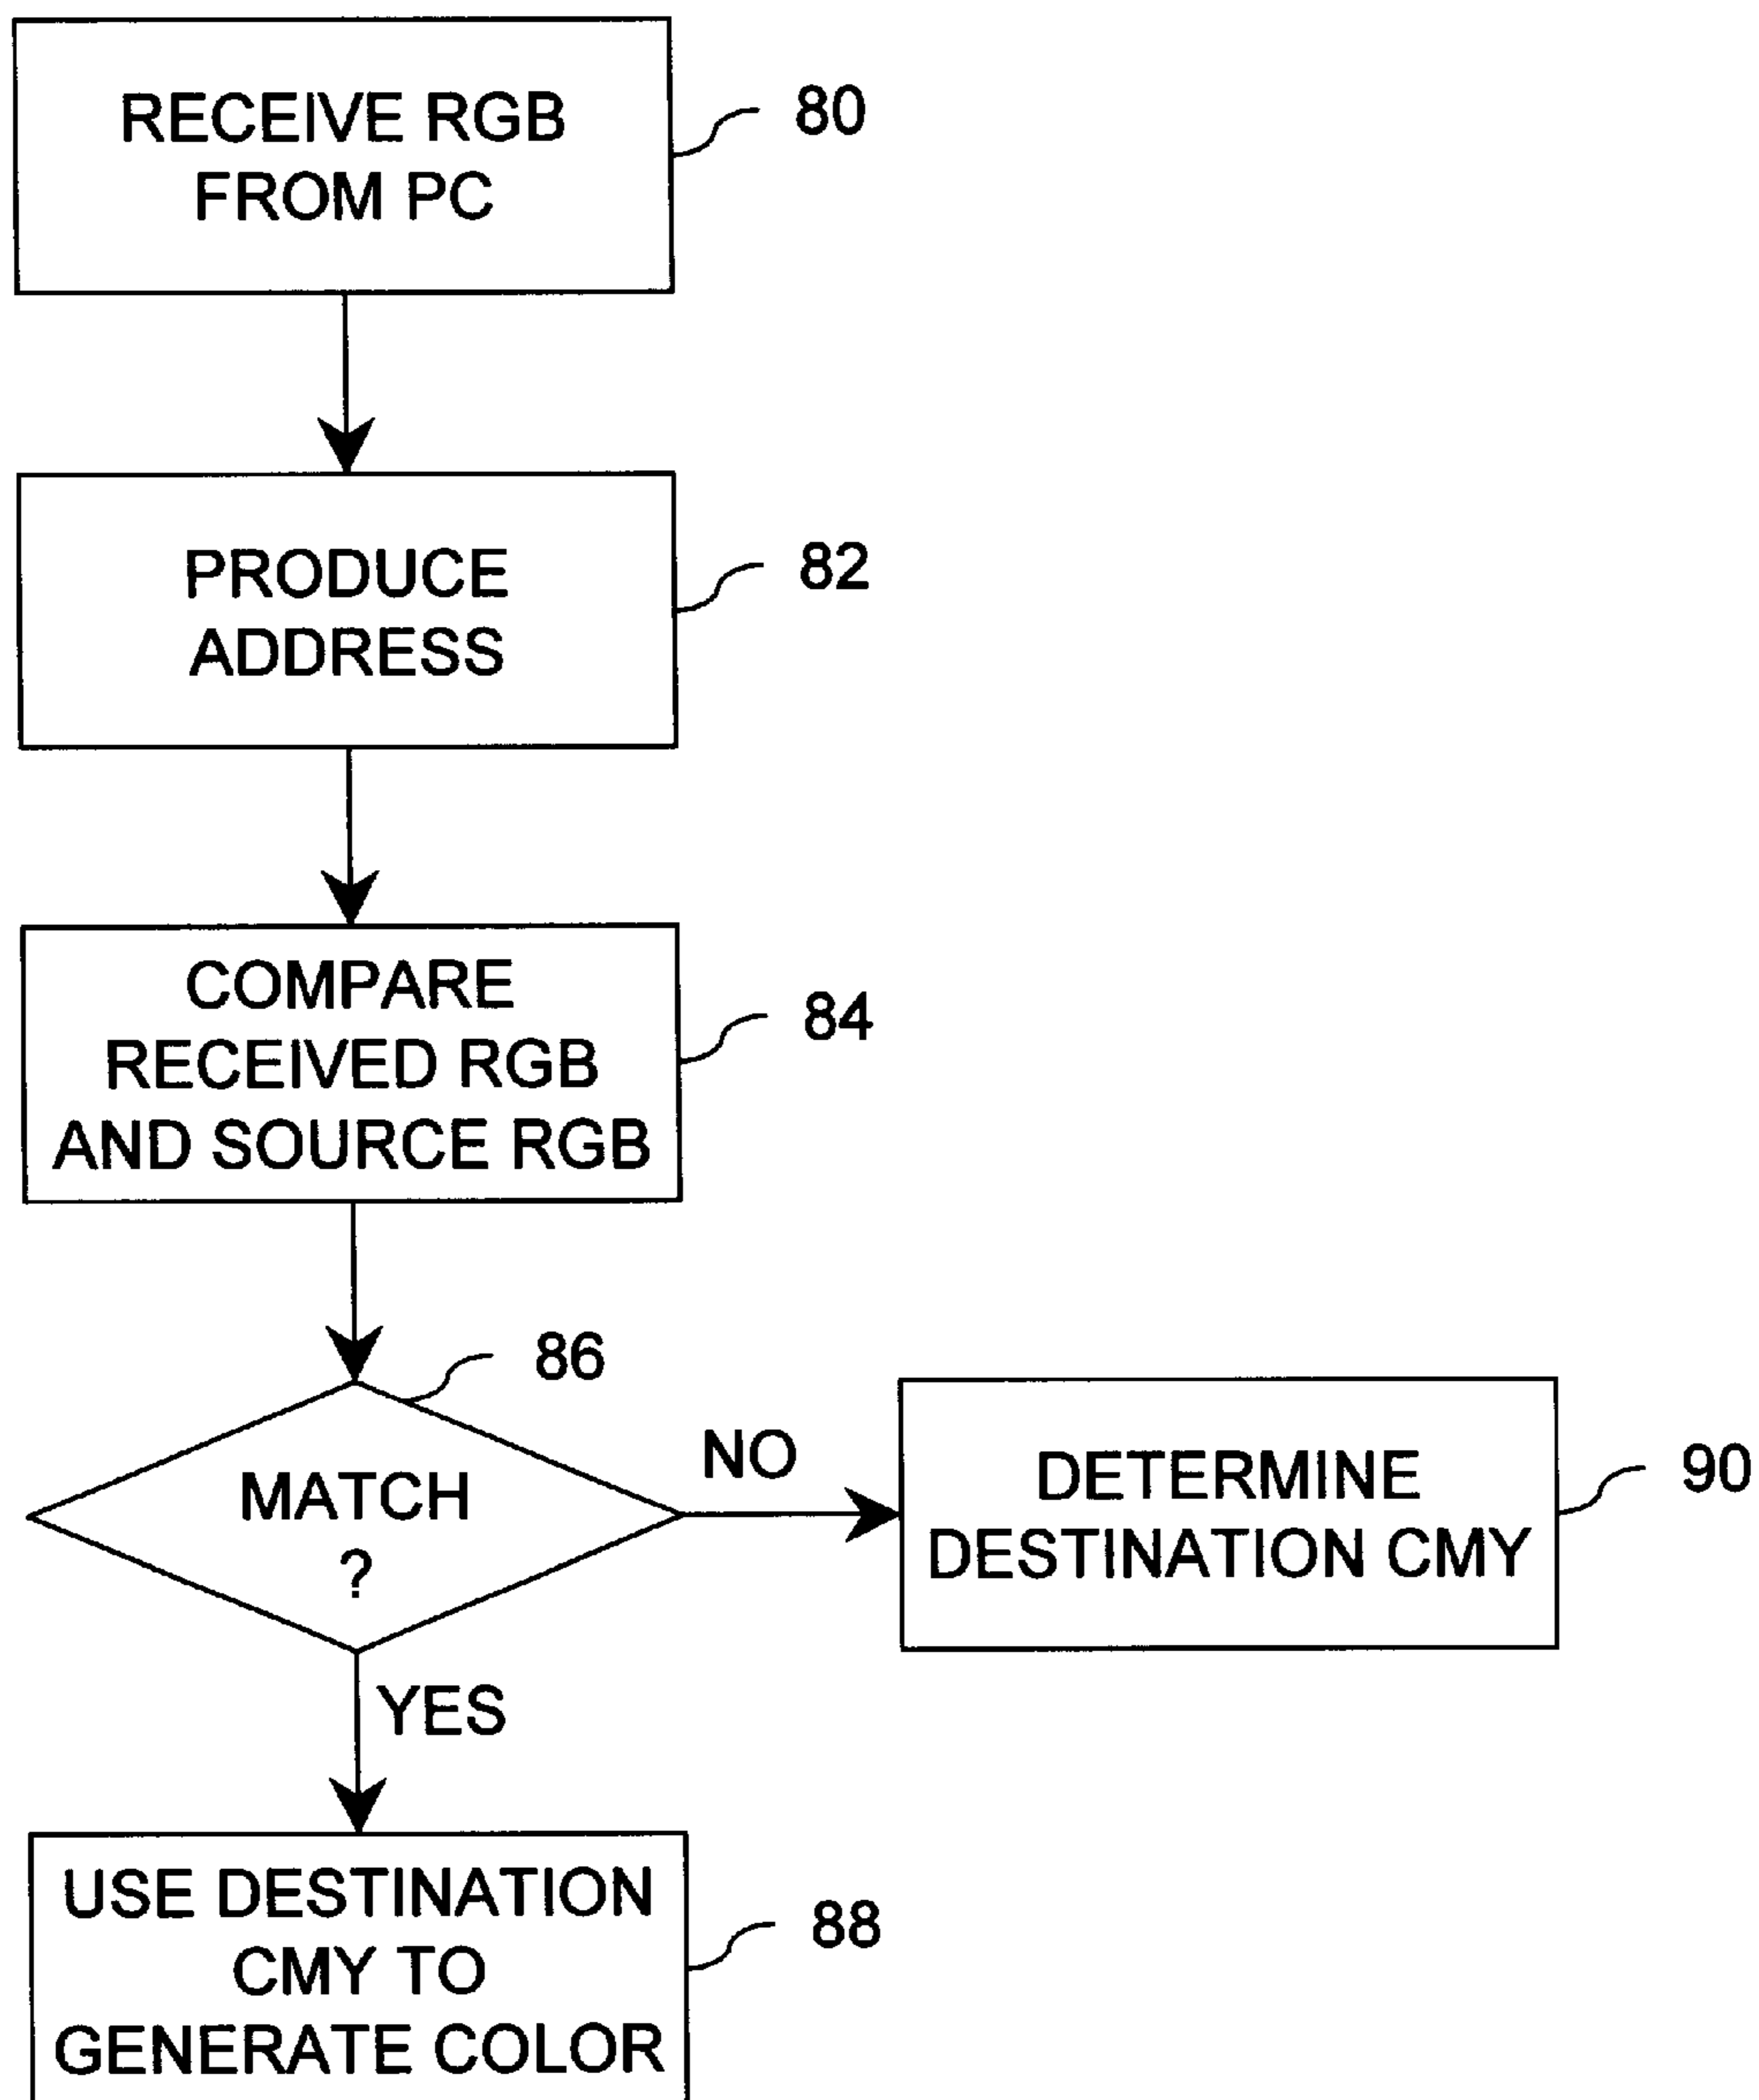 RECEIVE RGB
FROM PC
80
PRODUCE
ADDRESS
82
COMPARE
RECEIVED RGB
AND SOURCE RGB
84
86
MATCH
?
NO
DETERMINE
DESTINATION CMY
90
YES
USE DESTINATION
CMY TO
GENERATE COLOR
88